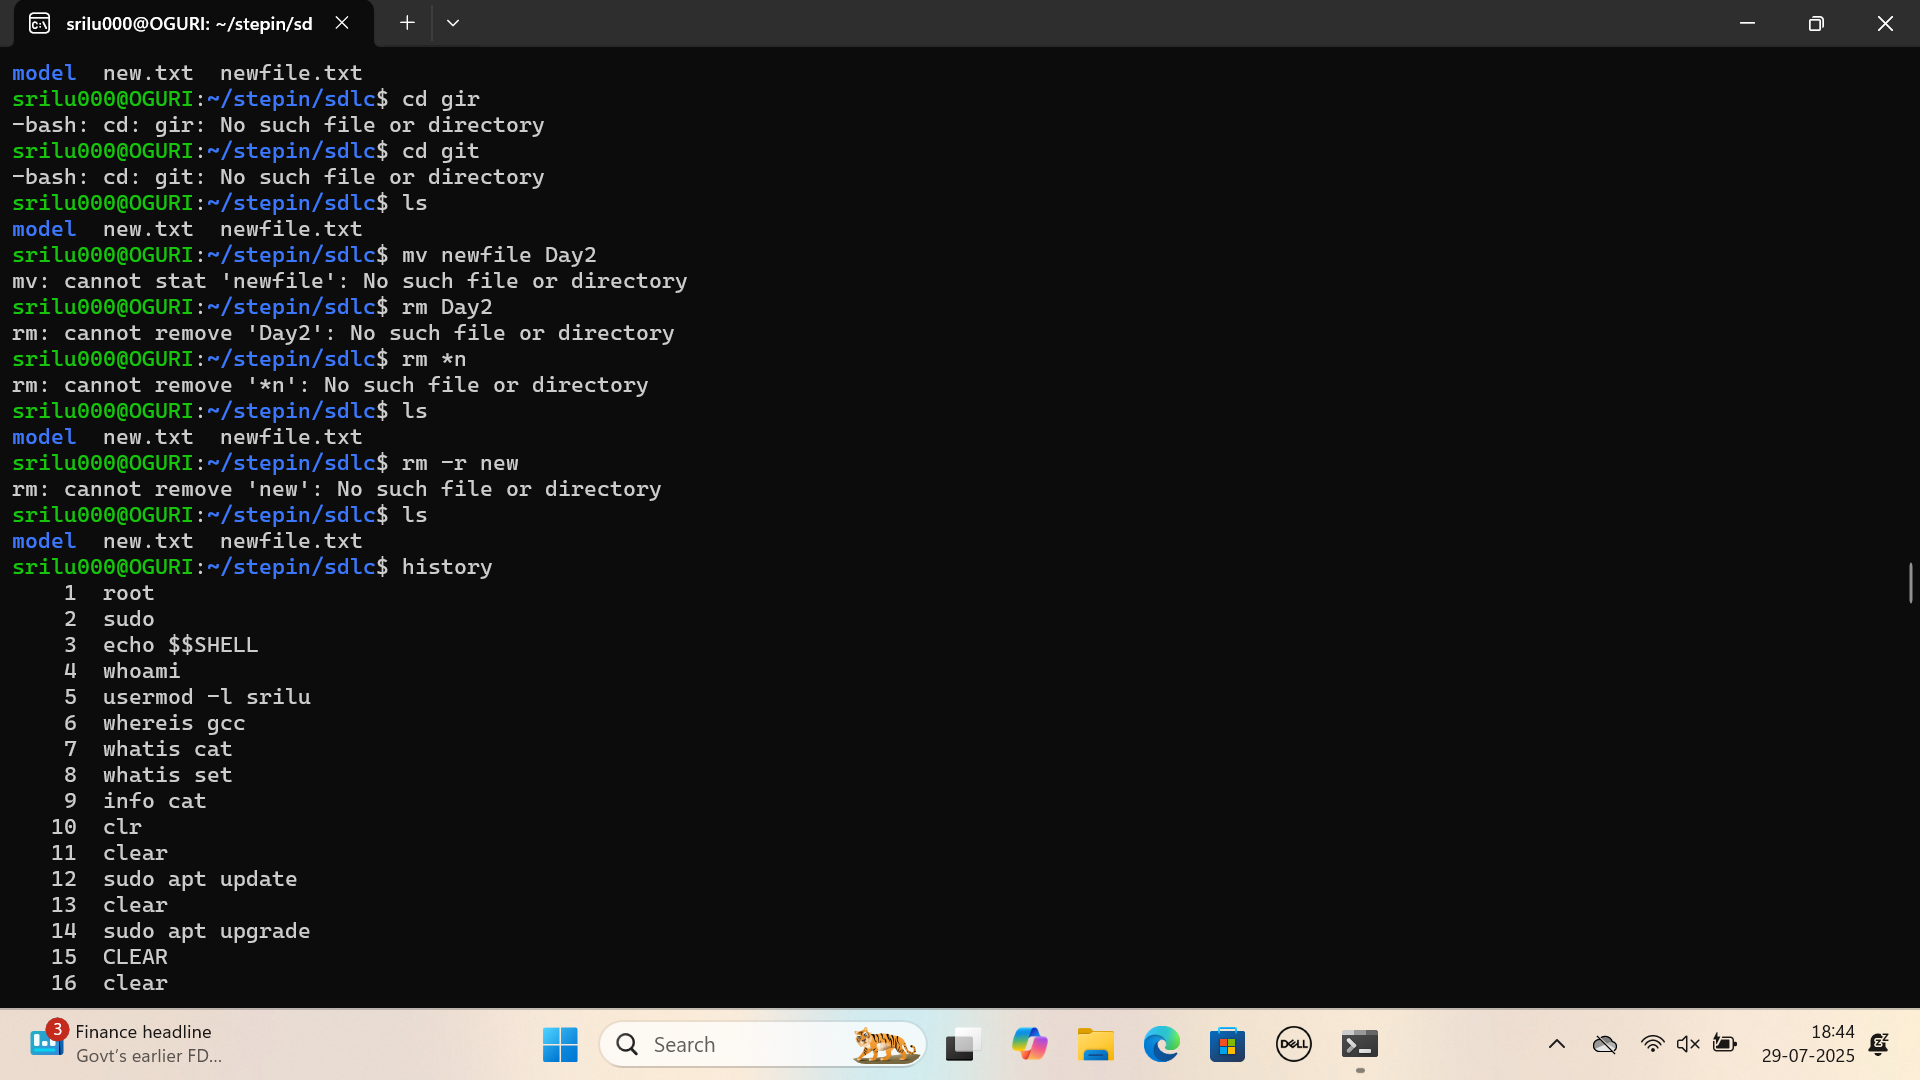 srilu000@OGURI: ~/stepin/sd
model  new.txt  newfile.txt
srilu000@OGURI:~/stepin/sdlc$ cd gir
-bash: cd: gir: No such file or directory
srilu000@OGURI:~/stepin/sdlc$ cd git
-bash: cd: git: No such file or directory
srilu000@OGURI:~/stepin/sdlc$ ls
model  new.txt  newfile.txt
srilu000@OGURI:~/stepin/sdlc$ mv newfile Day2
mv: cannot stat 'newfile': No such file or directory
srilu000@OGURI:~/stepin/sdlc$ rm Day2
rm: cannot remove 'Day2': No such file or directory
srilu000@OGURI:~/stepin/sdlc$ rm *n
rm: cannot remove '*n': No such file or directory
srilu000@OGURI:~/stepin/sdlc$ ls
model  new.txt  newfile.txt
srilu000@OGURI:~/stepin/sdlc$ rm -r new
rm: cannot remove 'new': No such file or directory
srilu000@OGURI:~/stepin/sdlc$ ls
model  new.txt  newfile.txt
srilu000@OGURI:~/stepin/sdlc$ history
    1  root
    2  sudo
    3  echo $$SHELL
    4  whoami
    5  usermod -l srilu
    6  whereis gcc
    7  whatis cat
    8  whatis set
    9  info cat
   10  clr
   11  clear
   12  sudo apt update
   13  clear
   14  sudo apt upgrade
   15  CLEAR
   16  clear
3
Finance headline
Govt's earlier FD...
Search
DELL
18:44
29-07-2025